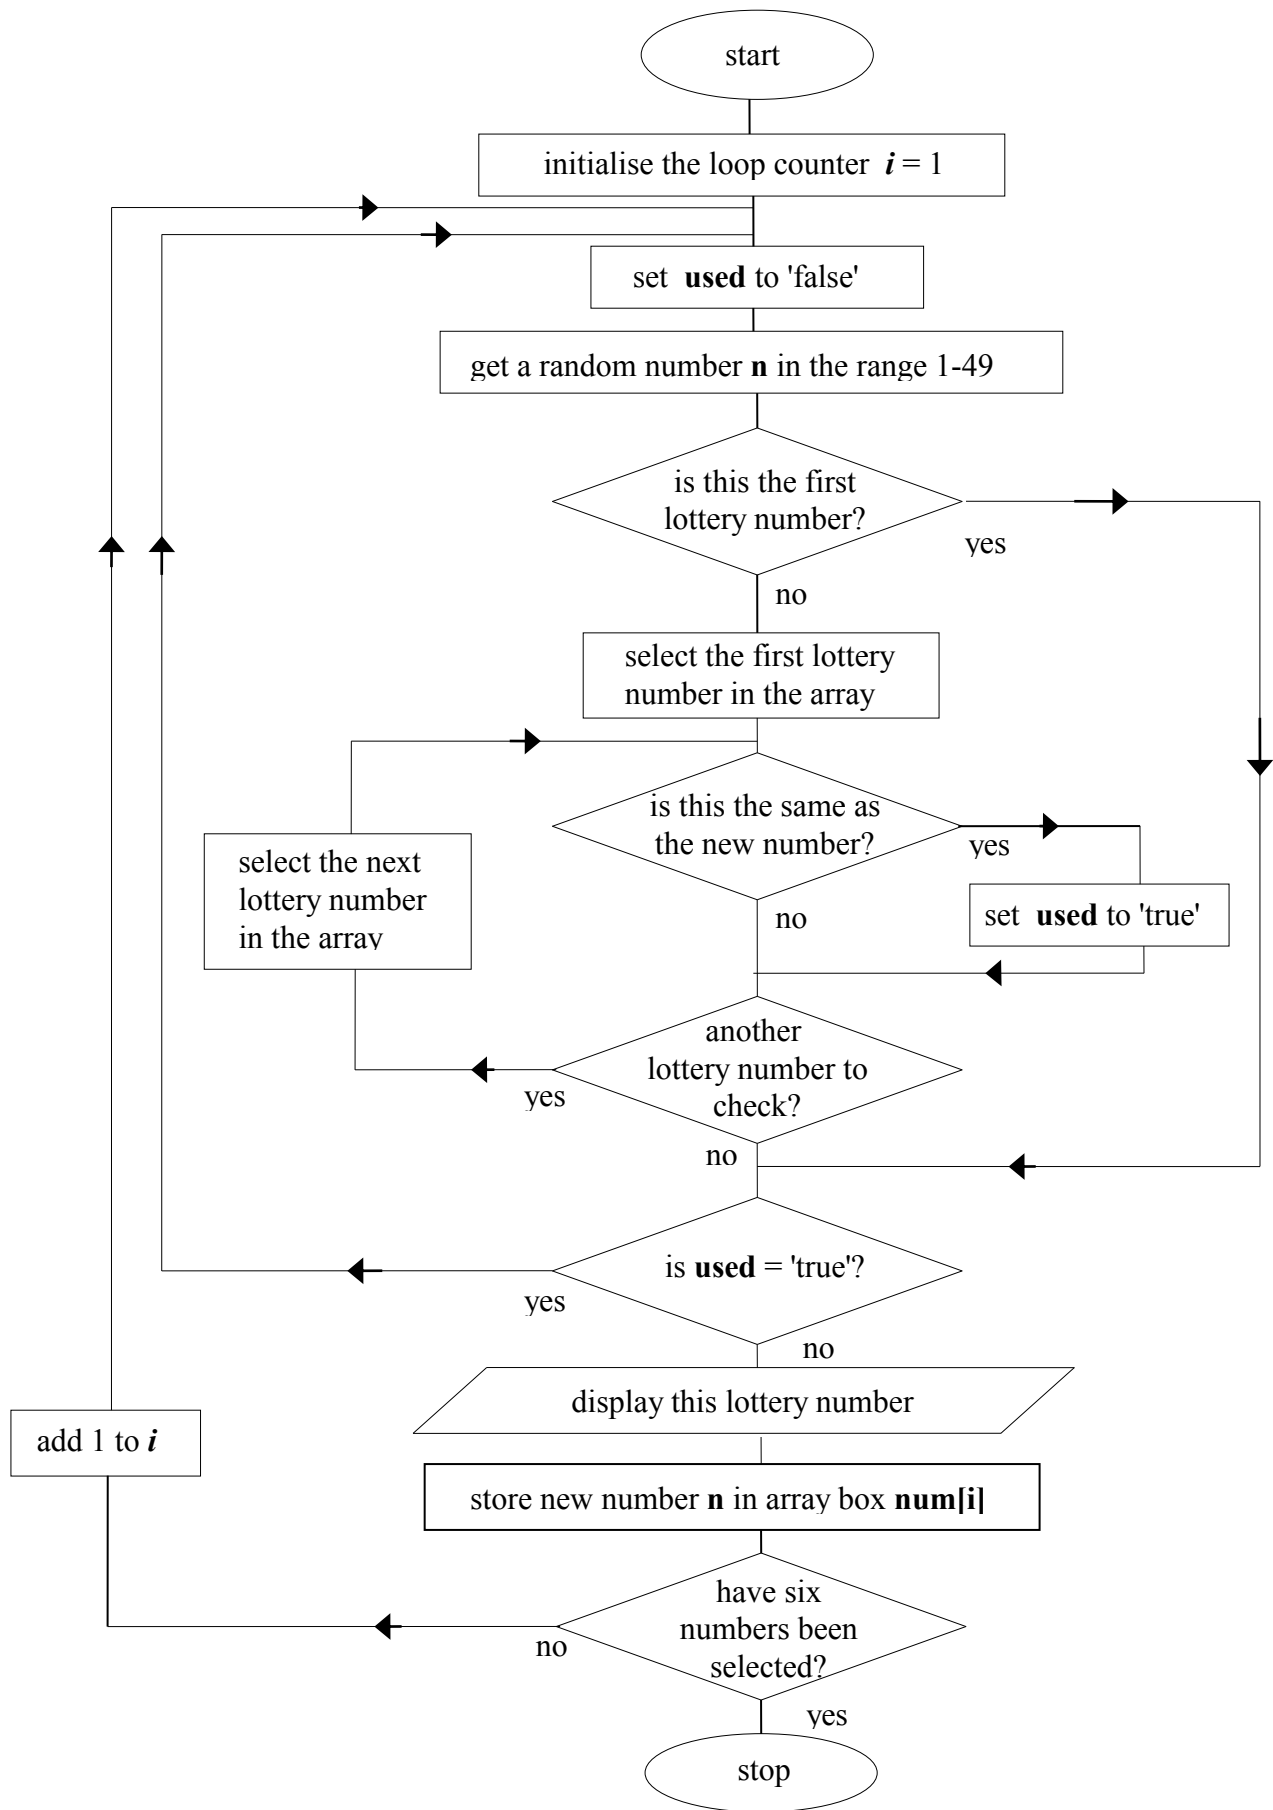 start
initialise the loop counter i = 1
set used to 'false'
get a random number n in the range 1-49
is this the first
lottery number?
yes
no
select the first lottery
number in the array
is this the same as
the new number?
yes
select the next
lottery number
in the array
set used to 'true'
no
another
lottery number to
check?
yes
no
is used = 'true'?
yes
no
display this lottery number
add 1 to i
store new number n in array box num[i]
have six
numbers been
selected?
no
yes
stop